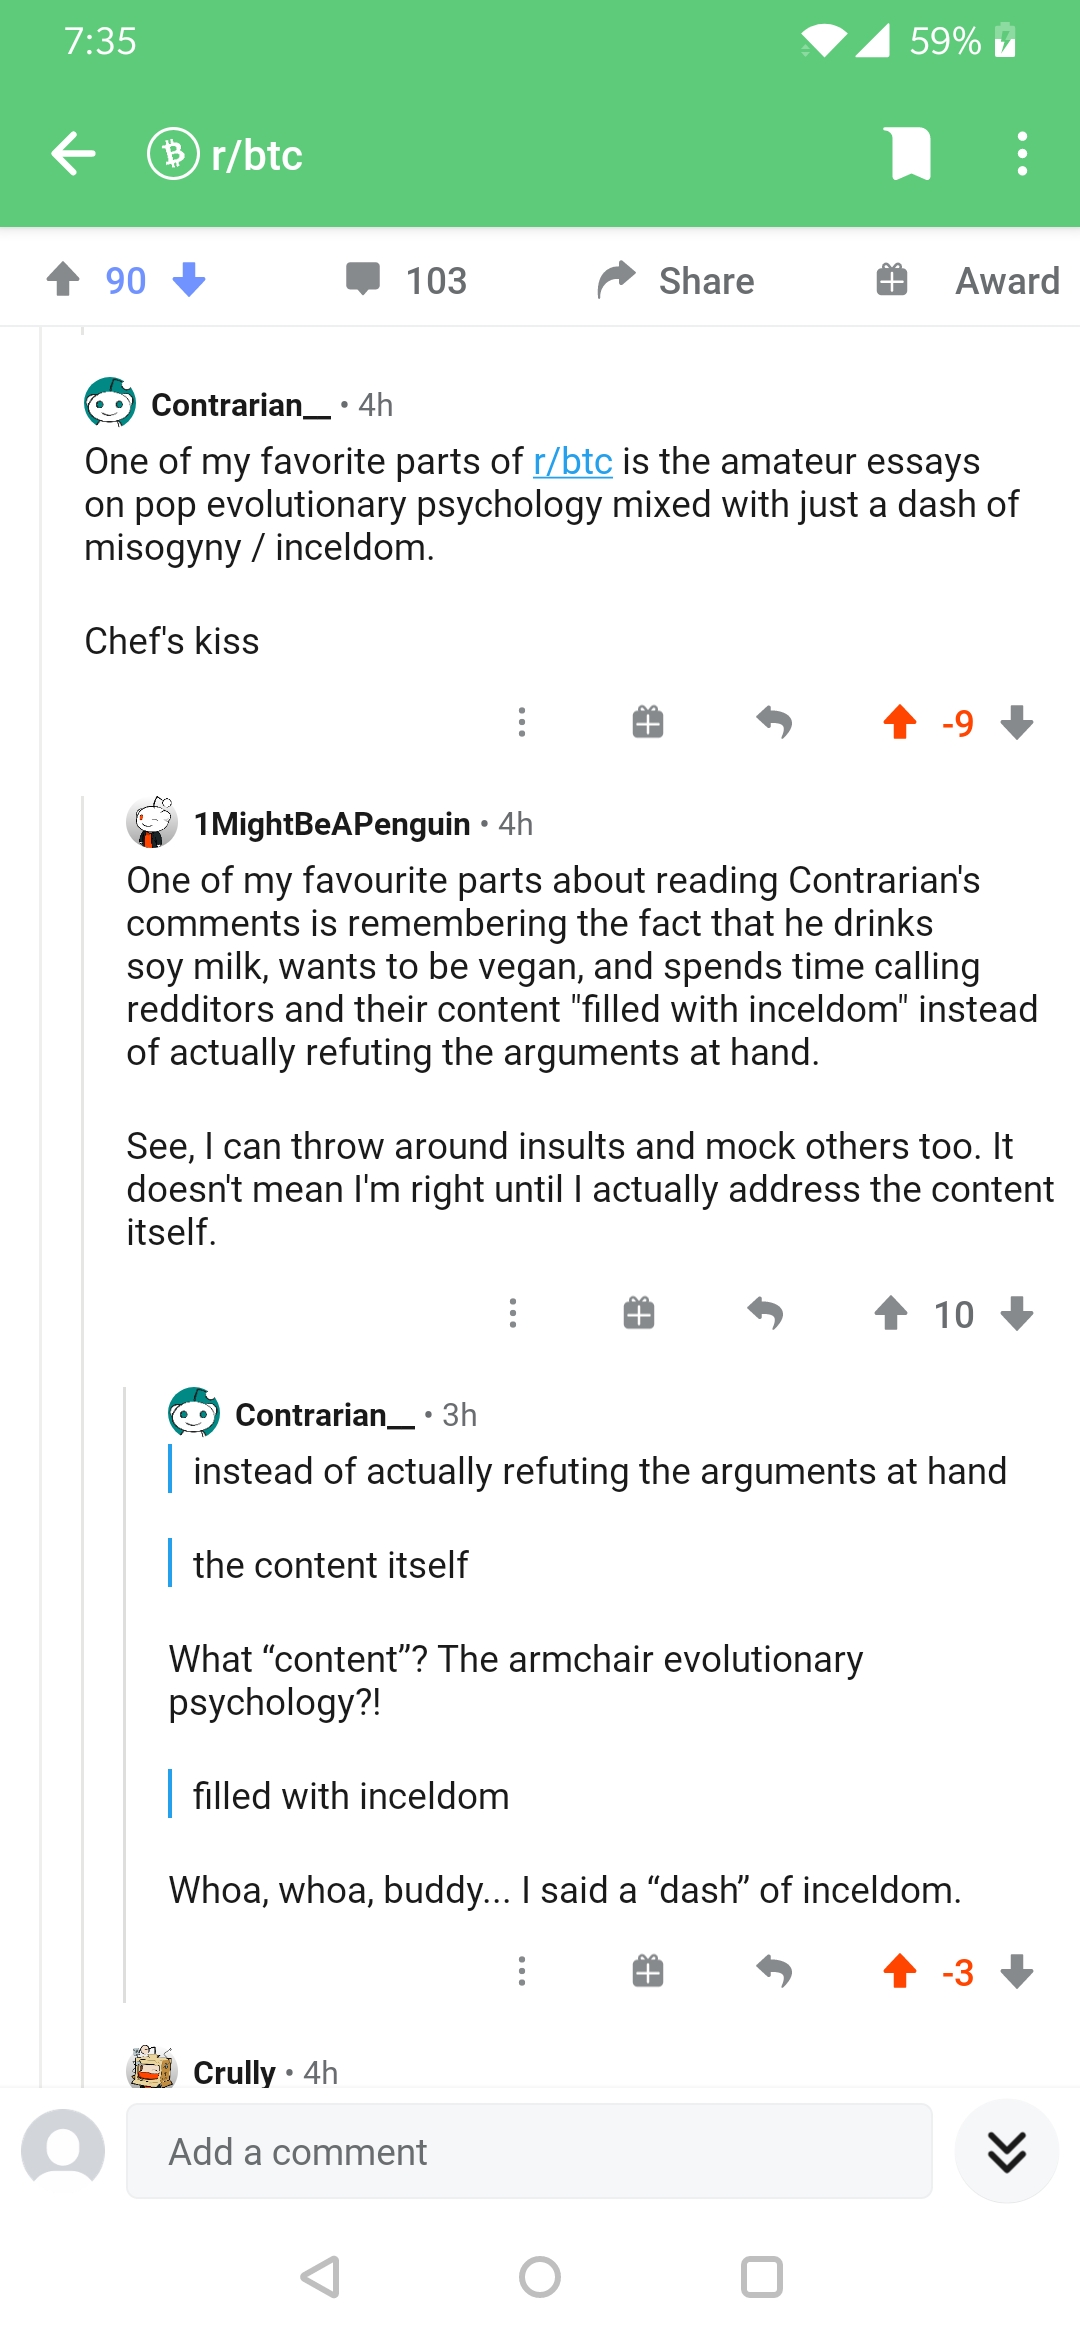 7:35
59%
r/btc
90
103
Share
Award
Contrarian__ • 4h
One of my favorite parts of r/btc is the amateur essays
on pop evolutionary psychology mixed with just a dash of
misogyny / inceldom.
Chef's kiss
-9
1MightBeAPenguin • 4h
One of my favourite parts about reading Contrarian's
comments is remembering the fact that he drinks
soy milk, wants to be vegan, and spends time calling
redditors and their content "filled with inceldom" instead
of actually refuting the arguments at hand.
See, I can throw around insults and mock others too. It
doesn't mean I'm right until I actually address the content
itself.
10
Contrarian__ • 3h
instead of actually refuting the arguments at hand
the content itself
What “content”? The armchair evolutionary
psychology?!
filled with inceldom
Whoa, whoa, buddy... I said a “dash” of inceldom.
-3
Crully • 4h
Add a comment